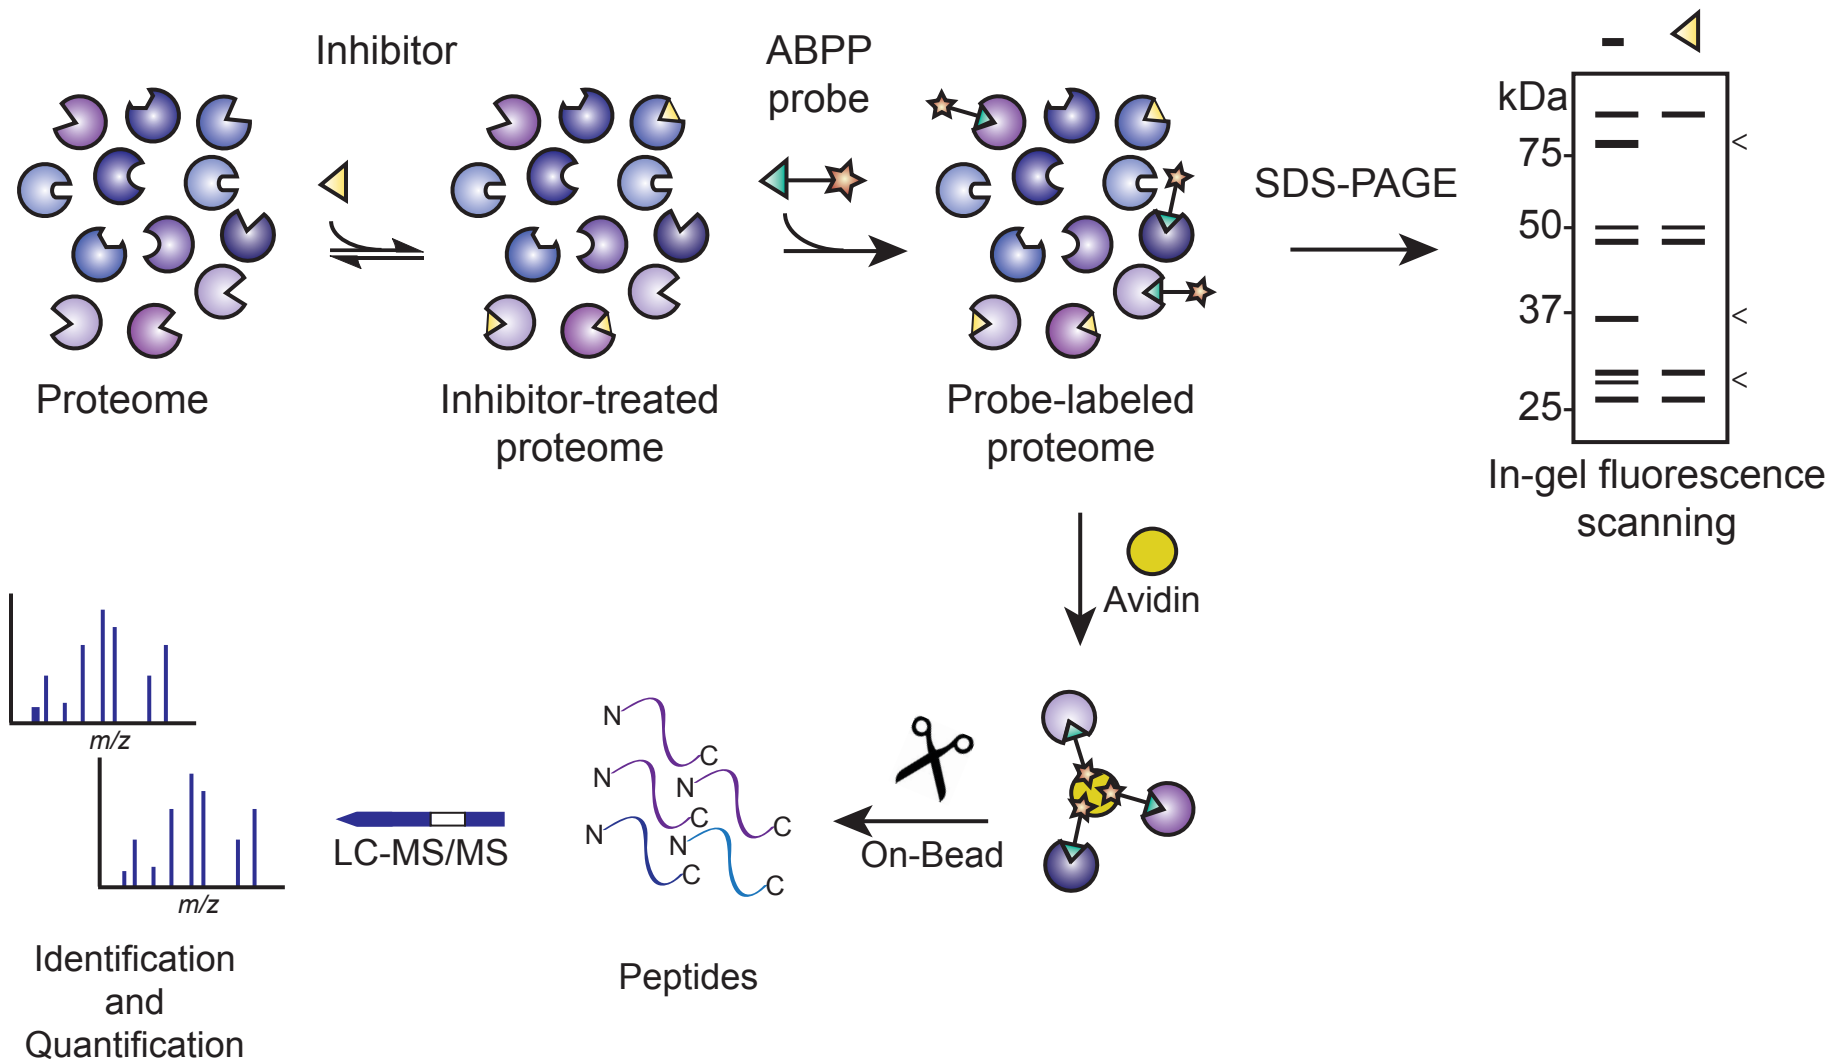 Inhibitor
ABPP
probe
SDS-PAGE
Proteome
Inhibitor-treated
proteome
Probe-labeled
proteome
-
kDa
75-
50-
37-
25-
<
<
<
In-gel fluorescence
scanning
Avidin
On-Bead
N
C
N
C
N
C
N
C
N
C
Peptides
LC-MS/MS
m/z
m/z
Identification
and
Quantification